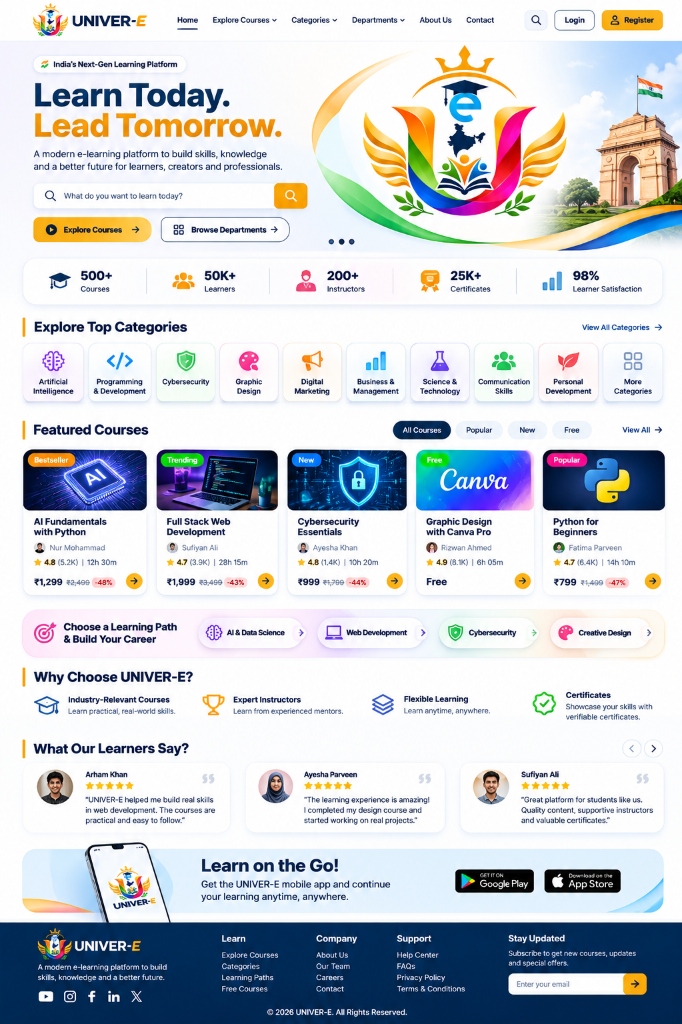 UNIVER-E
Home
Explore Courses
Categories
Departments
About Us
Contact
Login
Register
India's Next-Gen Learning Platform
Learn Today.
Lead Tomorrow.
A modern e-learning platform to build skills, knowledge
and a better future for learners, creators and professionals.
What do you want to learn today?
Explore Courses →
Browse Departments →
e
500+
Courses
50K+
Learners
200+
Instructors
25K+
Certificates
98%
Learner Satisfaction
Explore Top Categories
View All Categories →
Artificial
Intelligence
Programming
& Development
Cybersecurity
Graphic
Design
Digital
Marketing
Business &
Management
Science &
Technology
Communication
Skills
Personal
Development
More
Categories
Featured Courses
All Courses
Popular
New
Free
View All →
Bestseller
AI
AI Fundamentals
with Python
Nur Mohammad
4.8 (5.2K) | 12h 30m
₹1,299 ₹2,499 -48%
Trending
Full Stack Web
Development
Sufiyan Ali
4.7 (3.9K) | 28h 15m
₹1,999 ₹3,499 -43%
New
Cybersecurity
Essentials
Ayesha Khan
4.8 (1.4K) | 10h 20m
₹999 ₹1,799 -44%
Free
Canva
Graphic Design
with Canva Pro
Rizwan Ahmed
4.9 (8.1K) | 6h 05m
Free
Popular
Python for
Beginners
Fatima Parveen
4.7 (6.4K) | 14h 10m
₹799 ₹1,499 -47%
Choose a Learning Path
& Build Your Career
AI & Data Science
Web Development
Cybersecurity
Creative Design
Why Choose UNIVER-E?
Industry-Relevant Courses
Learn practical, real-world skills.
Expert Instructors
Learn from experienced mentors.
Flexible Learning
Learn anytime, anywhere.
Certificates
Showcase your skills with
verifiable certificates.
What Our Learners Say?
Arham Khan
"UNIVER-E helped me build real skills
in web development. The courses are
practical and easy to follow."
Ayesha Parveen
"The learning experience is amazing!
I completed my design course and
started working on real projects."
Sufiyan Ali
"Great platform for students like us.
Quality content, supportive instructors
and valuable certificates."
UNIVER-E
Learn on the Go!
Get the UNIVER-E mobile app and continue
your learning anytime, anywhere.
GET IT ON
Google Play
Download on the
App Store
UNIVER-E
A modern e-learning platform to build
skills, knowledge and a better future.
Learn
Explore Courses
Categories
Learning Paths
Free Courses
Company
About Us
Our Team
Careers
Contact
Support
Help Center
FAQs
Privacy Policy
Terms & Conditions
Stay Updated
Subscribe to get new courses, updates
and special offers.
Enter your email
© 2026 UNIVER-E. All Rights Reserved.